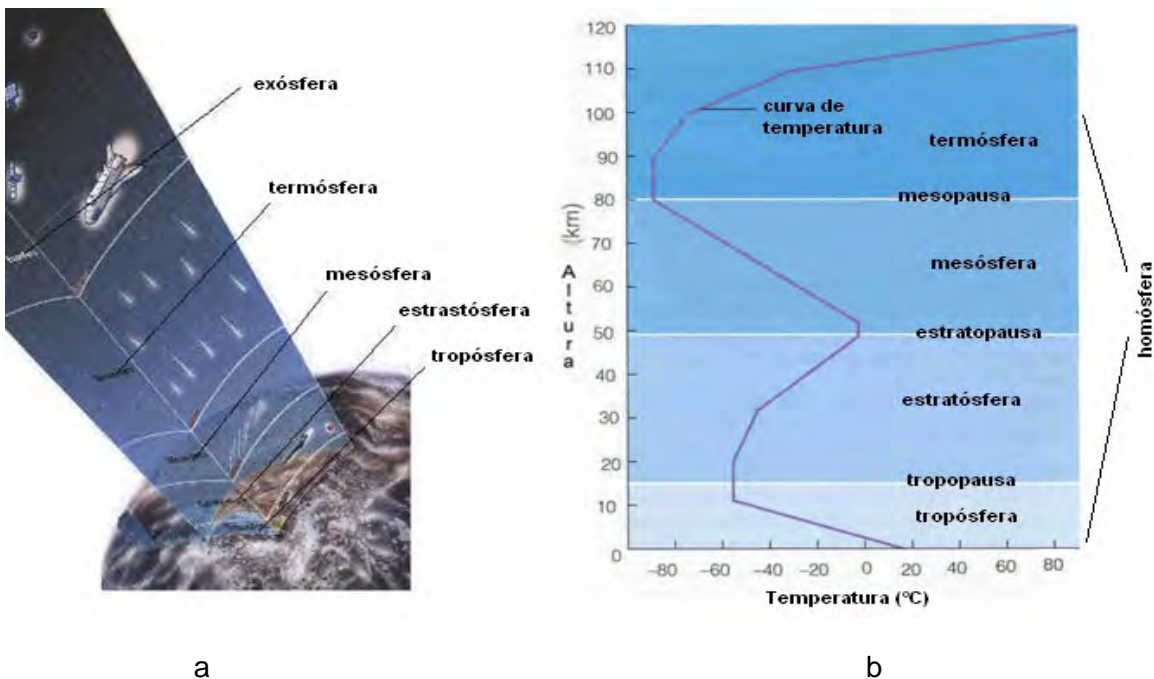 exósfera
termósfera
mesósfera
estrastósfera
tropósfera
120
110
100
90
80
70
60
50
40
30
20
10
0
Altura
(km)
curva de
temperatura
termósfera
mesopausa
mesósfera
estratopausa
estratósfera
tropopausa
tropósfera
homósfera
-80 -60 -40 -20 0 20 40 60 80
Temperatura (°C)
a
b